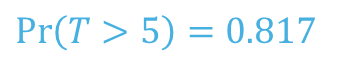 Pr(T > 5) = 0.817